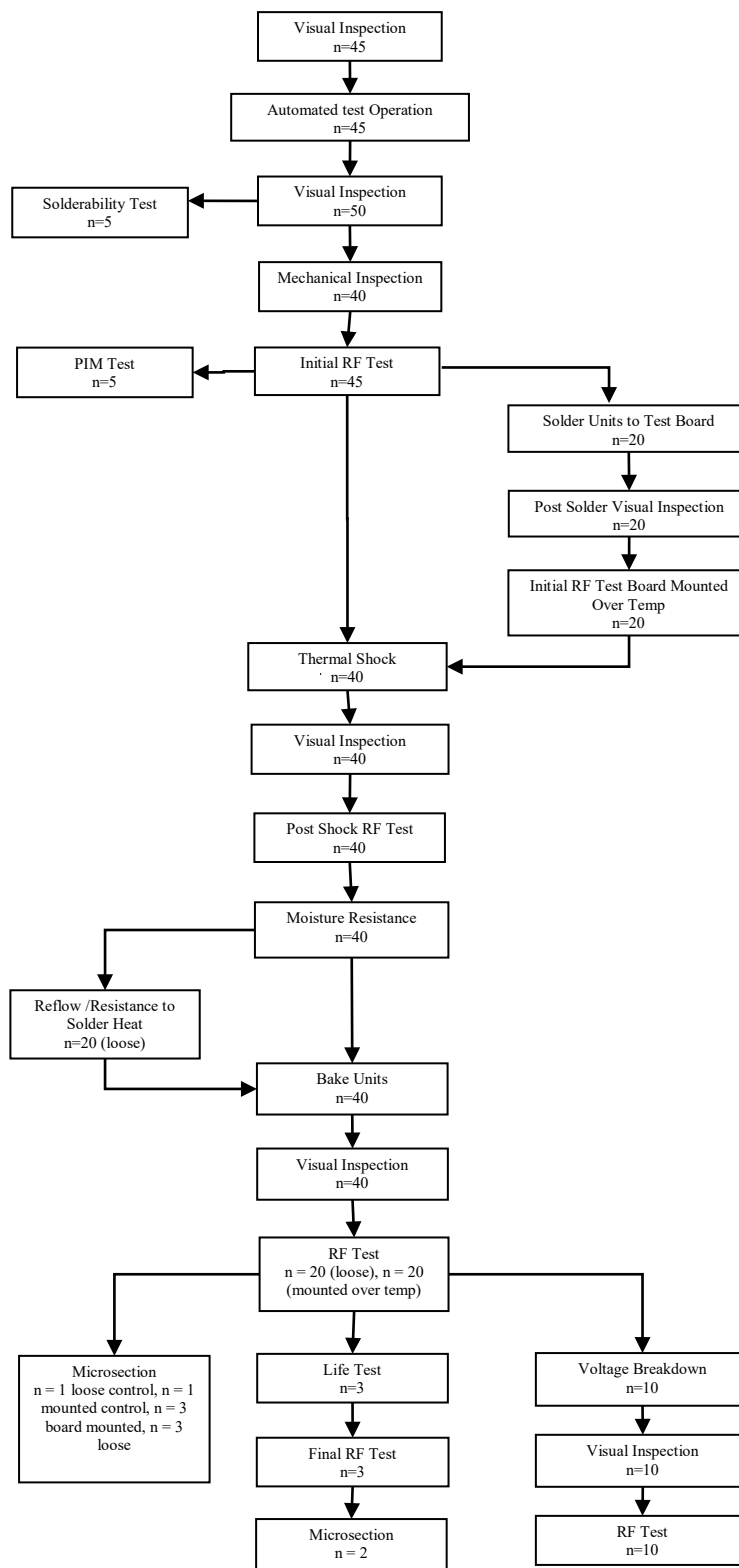 Visual Inspection
n=45
Automated test Operation
n=45
Visual Inspection
n=50
Solderability Test
n=5
Mechanical Inspection
n=40
Initial RF Test
n=45
PIM Test
n=5
Solder Units to Test Board
n=20
Post Solder Visual Inspection
n=20
Initial RF Test Board Mounted
Over Temp
n=20
Thermal Shock
n=40
Visual Inspection
n=40
Post Shock RF Test
n=40
Moisture Resistance
n=40
Reflow /Resistance to
Solder Heat
n=20 (loose)
Bake Units
n=40
Visual Inspection
n=40
RF Test
n = 20 (loose), n = 20
(mounted over temp)
Microsection
n = 1 loose control, n = 1
mounted control, n = 3
board mounted, n = 3
loose
Life Test
n=3
Final RF Test
n=3
Microsection
n = 2
Voltage Breakdown
n=10
Visual Inspection
n=10
RF Test
n=10